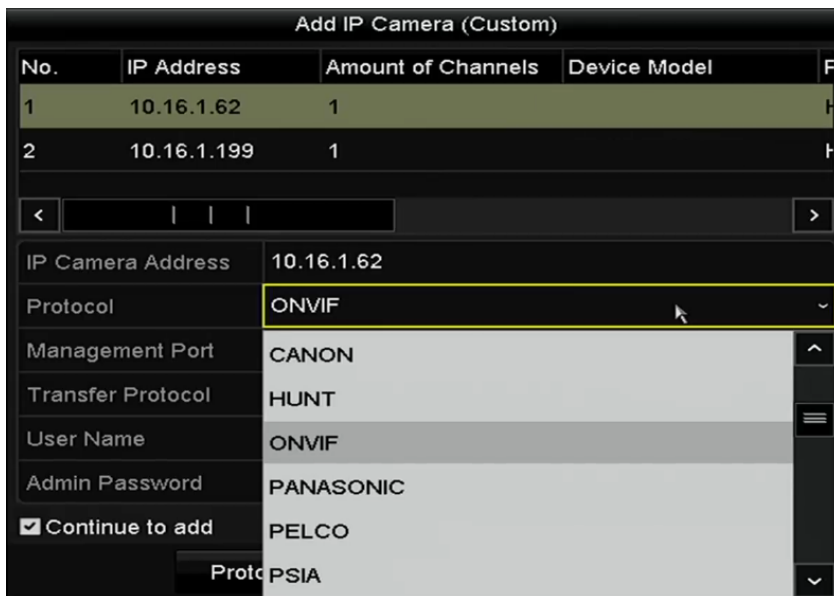 Add IP Camera (Custom)
No. IP Address Amount of Channels Device Model
1 10.16.1.62 1
2 10.16.1.199 1
IP Camera Address 10.16.1.62
Protocol ONVIF
Management Port
CANON
Transfer Protocol
HUNT
User Name
ONVIF
Admin Password
PANASONIC
Continue to add
PELCO
Proto
PSIA